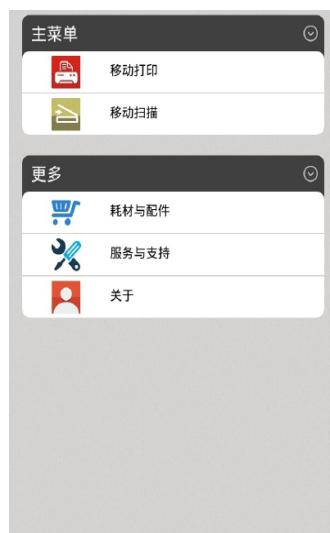 主菜单
移动打印
移动扫描
更多
耗材与配件
服务与支持
关于